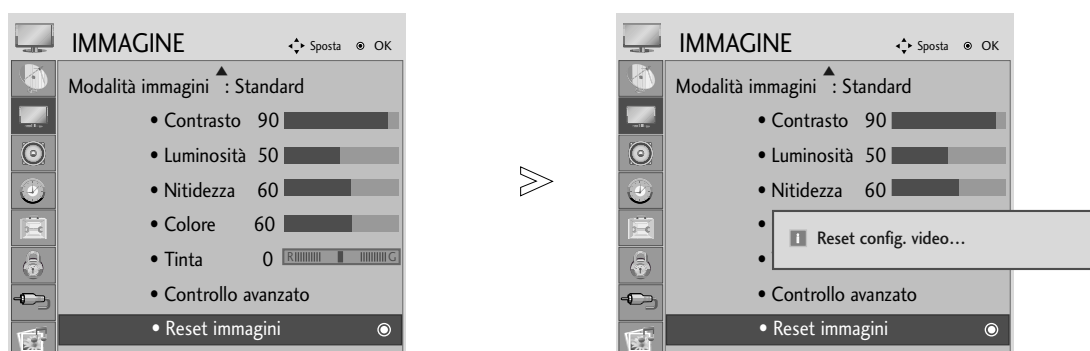 IMMAGINE Sposta OK
Modalità immagini : Standard
• Contrasto 90
• Luminosità 50
• Nitidezza 60
• Colore 60
• Tinta 0 R G
• Controllo avanzato
• Reset immagini
IMMAGINE Sposta OK
Modalità immagini : Standard
• Contrasto 90
• Luminosità 50
• Nitidezza 60
•
i Reset config. video...
•
• Controllo avanzato
• Reset immagini